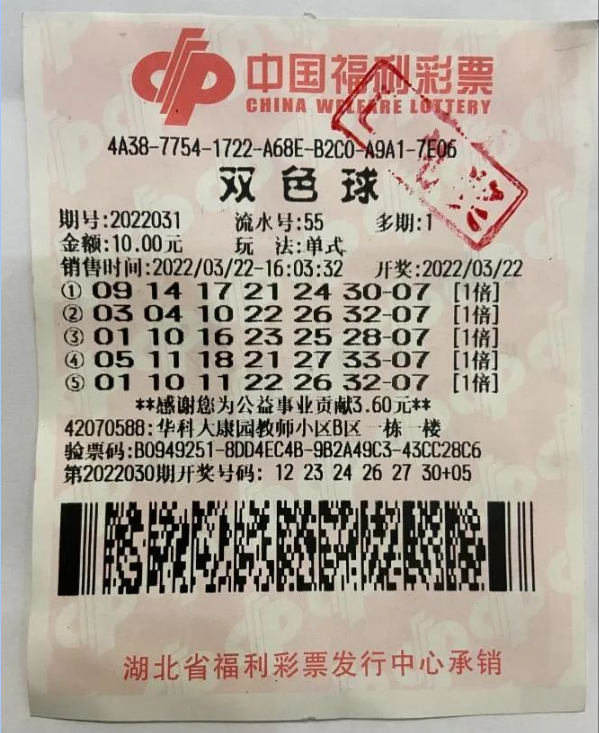 中国福利彩票
CHINA WELFARE LOTTERY
4A38-7754-1722-A68E-B2C0-A9A1-7E06
双色球
期号:2022031 流水号:55 多期:1
金额:10.00元 玩 法:单式
销售时间:2022/03/22-16:03:32 开奖:2022/03/22
① 09 14 17 21 24 30-07 [1倍]
② 03 04 10 22 26 32-07 [1倍]
③ 01 10 16 23 25 28-07 [1倍]
④ 05 11 18 21 27 33-07 [1倍]
⑤ 01 10 11 22 26 32-07 [1倍]
**感谢您为公益事业贡献3.60元**
42070588:华科大康园教师小区B区一栋一楼
验票码:B0949251-8DD4EC4B-9B2A49C3-43CC28C6
第2022030期开奖号码: 12 23 24 26 27 30+05
湖北省福利彩票发行中心承销